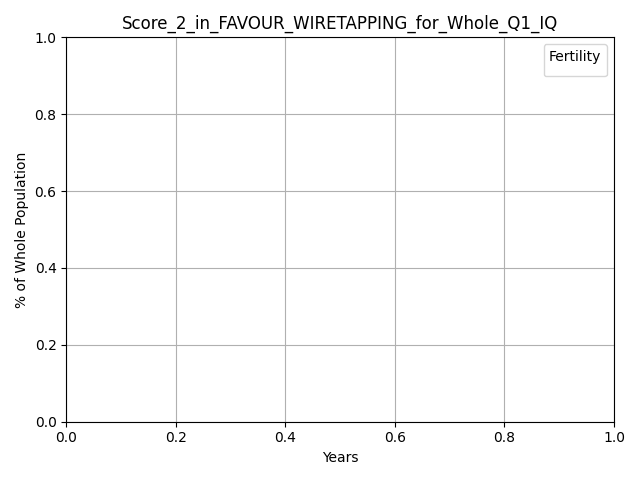 Score_2_in_FAVOUR_WIRETAPPING_for_Whole_Q1_IQ
Fertility
% of Whole Population
1.0
0.8
0.6
0.4
0.2
0.0
0.0 0.2 0.4 0.6 0.8 1.0
Years